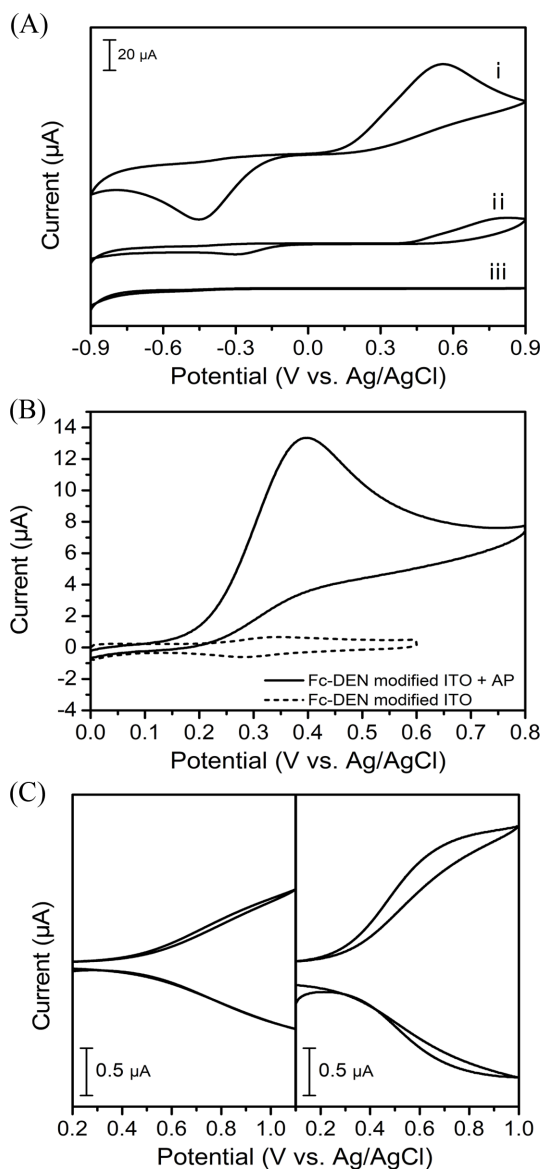 (A)
20 µA
i
ii
iii
Current (µA)
-0.9 -0.6 -0.3 0.0 0.3 0.6 0.9
Potential (V vs. Ag/AgCl)
(B)
14
12
10
8
6
4
2
0
-2
-4
Current (µA)
Fc-DEN modified ITO + AP
Fc-DEN modified ITO
0.0 0.1 0.2 0.3 0.4 0.5 0.6 0.7 0.8
Potential (V vs. Ag/AgCl)
(C)
Current (µA)
0.5 µA
0.5 µA
0.2 0.4 0.6 0.8 1.0 0.2 0.4 0.6 0.8 1.0
Potential (V vs. Ag/AgCl) Potential (V vs. Ag/AgCl)